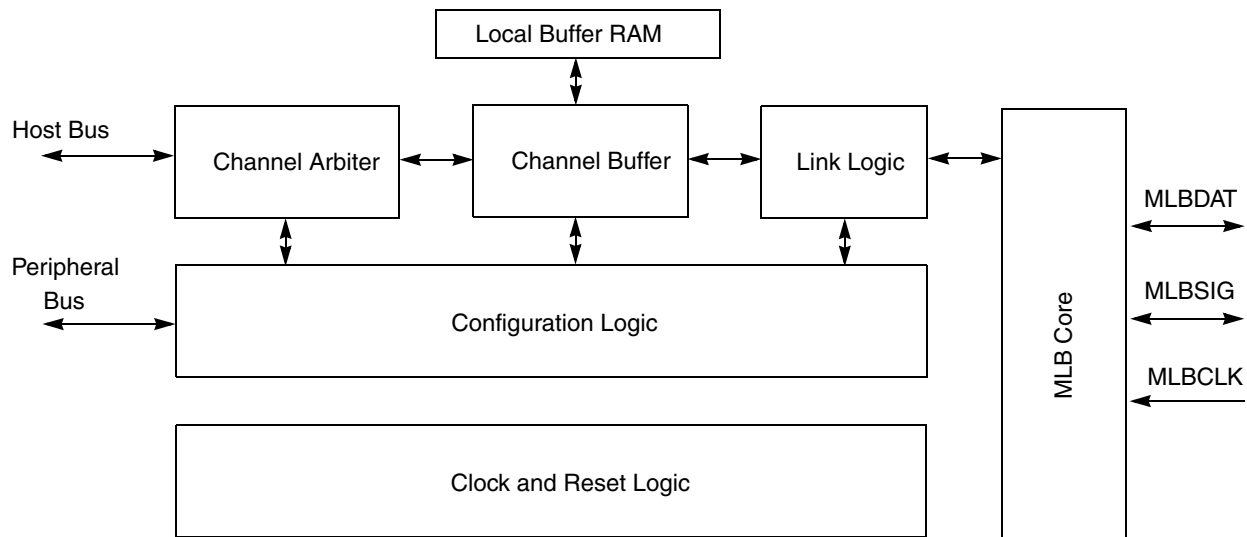 Local Buffer RAM
Host Bus
Channel Arbiter
Channel Buffer
Link Logic
MLBDAT
Peripheral
Bus
MLBSIG
Configuration Logic
MLB Core
MLBCLK
Clock and Reset Logic